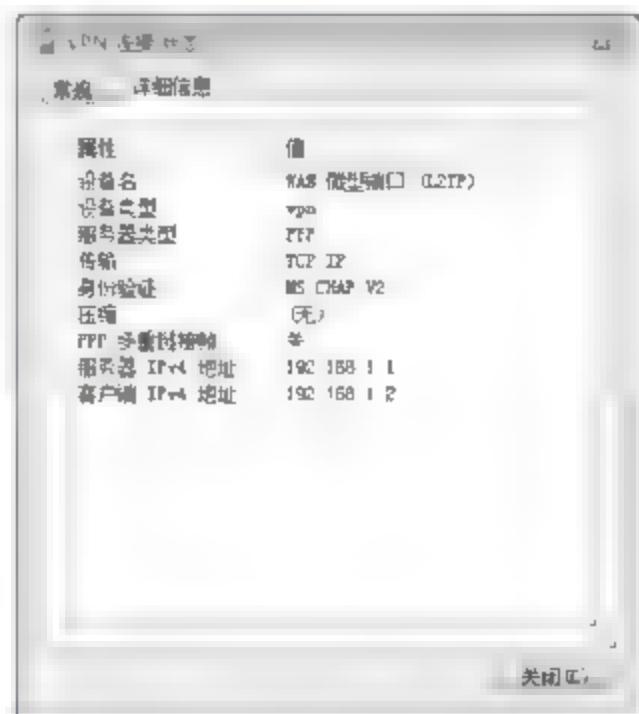 VPN 连接 状态
常规 详细信息
属性 值
设备名 WAN 微型端口 (L2TP)
设备类型 vpn
服务器类型 PPP
传输 TCP IP
身份验证 MS CHAP V2
压缩 (无)
PPP 多重链接帧 关
服务器 IPv4 地址 192 168 1 1
客户端 IPv4 地址 192 168 1 2
关闭(C)